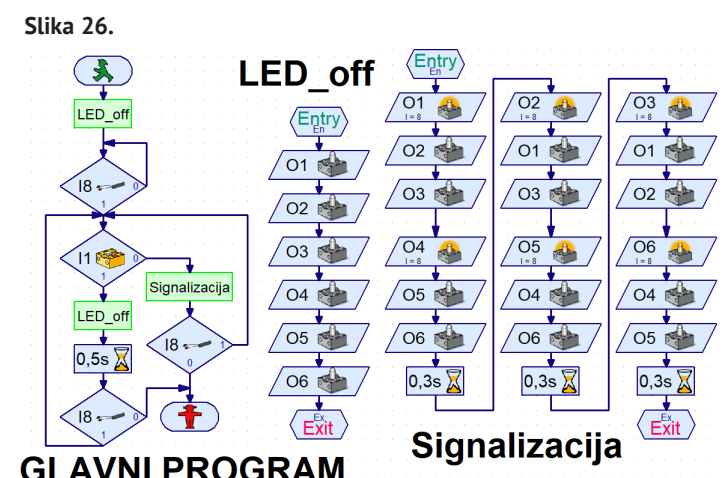 Slika 26.
LED_off
I8
0
1
I1
0
1
LED_off
0,5s
I8
0
1
Signalizacija
I8
1
0
GLAVNI PROGRAM
LED_off
Entry
En
O1
O2
O3
O4
O5
O6
Ex
Exit
Entry
En
O1
I = 8
O2
O3
O4
I = 8
O5
O6
0,3s
O2
I = 8
O1
O3
O5
I = 8
O4
O6
0,3s
O3
I = 8
O1
O2
O6
I = 8
O4
O5
0,3s
Ex
Exit
Signalizacija